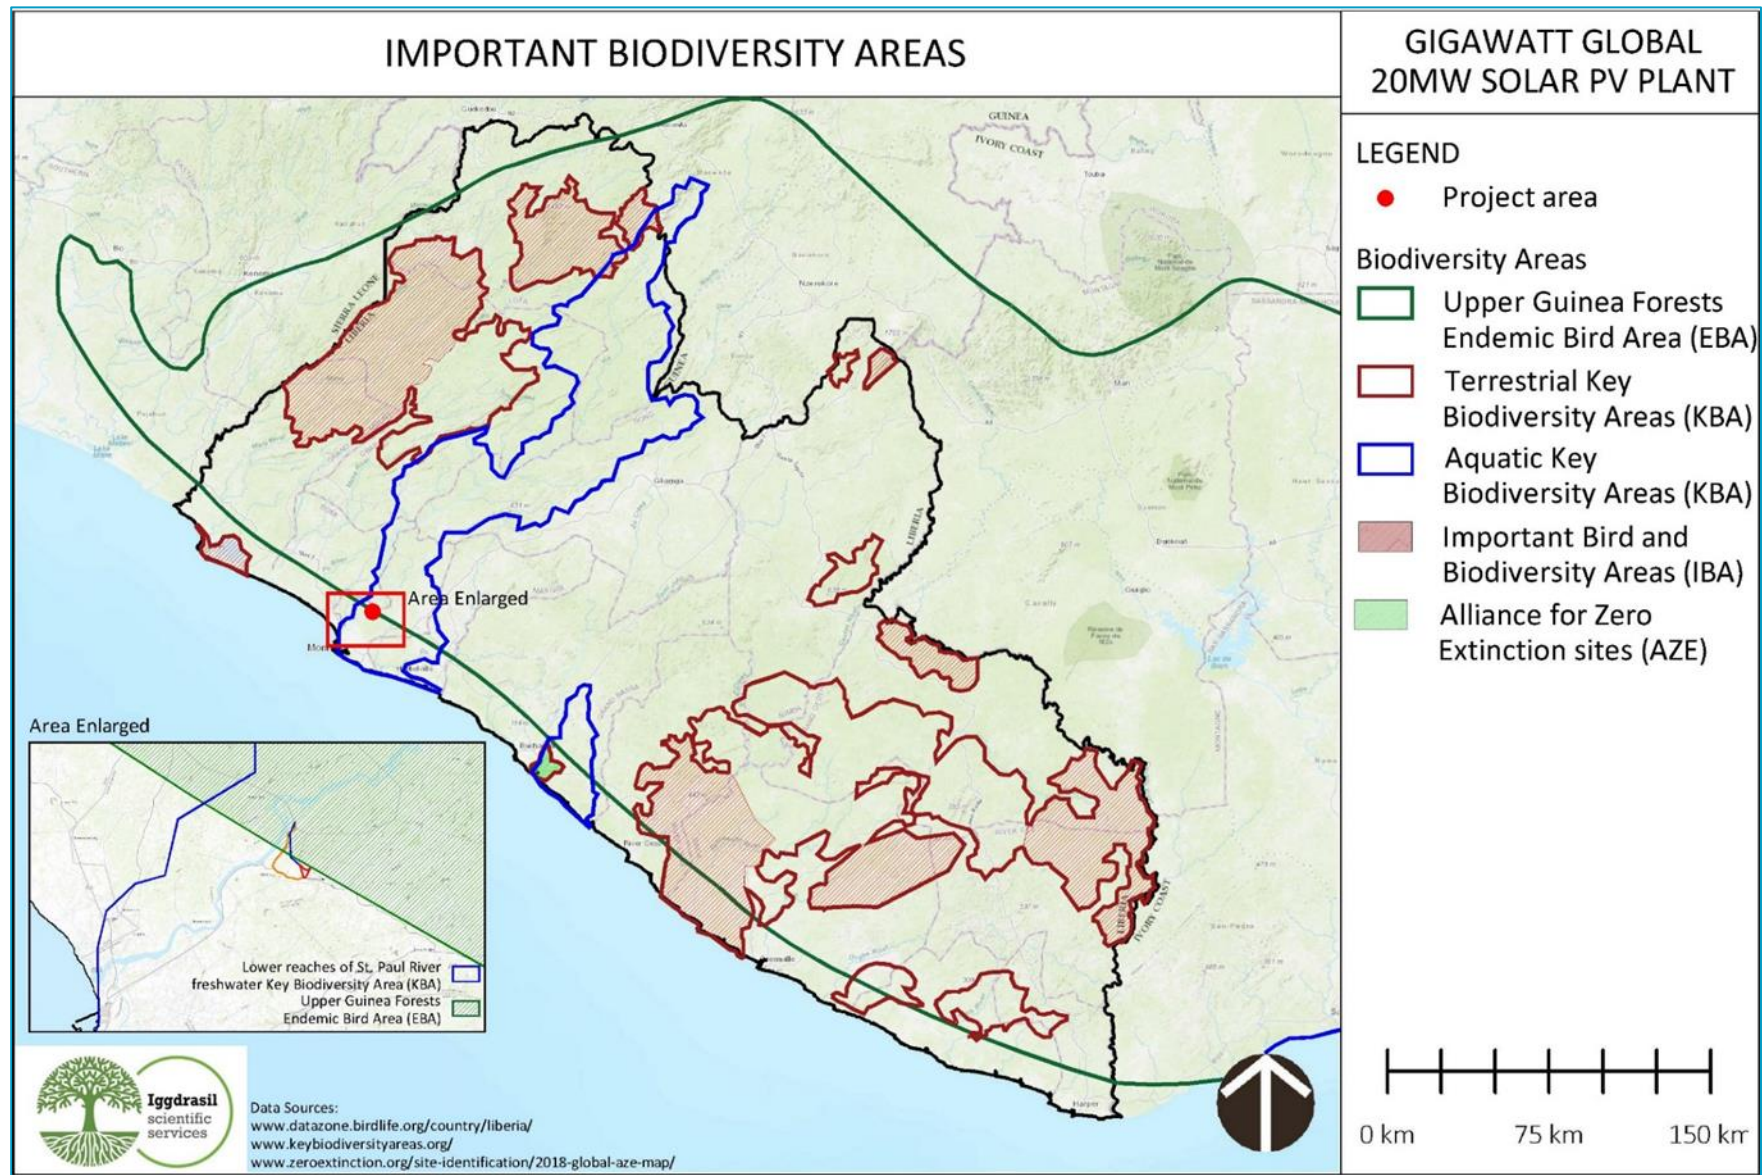 IMPORTANT BIODIVERSITY AREAS
GIGAWATT GLOBAL
20MW SOLAR PV PLANT
LEGEND
Project area
Biodiversity Areas
Upper Guinea Forests
Endemic Bird Area (EBA)
Terrestrial Key
Biodiversity Areas (KBA)
Aquatic Key
Biodiversity Areas (KBA)
Important Bird and
Biodiversity Areas (IBA)
Alliance for Zero
Extinction sites (AZE)
0 km
75 km
150 km
GUINEA
IVORY COAST
Touba
SIERRA LEONE
LIBERIA
Kenema
Nzerekore
Gbarnga
LIBERIA
Area Enlarged
LIBERIA
IVORY COAST
Harper
Area Enlarged
Lower reaches of St. Paul River
freshwater Key Biodiversity Area (KBA)
Upper Guinea Forests
Endemic Bird Area (EBA)
Iggdrasil
scientific
services
Data Sources:
www.datazone.birdlife.org/country/liberia/
www.keybiodiversityareas.org/
www.zeroextinction.org/site-identification/2018-global-aze-map/